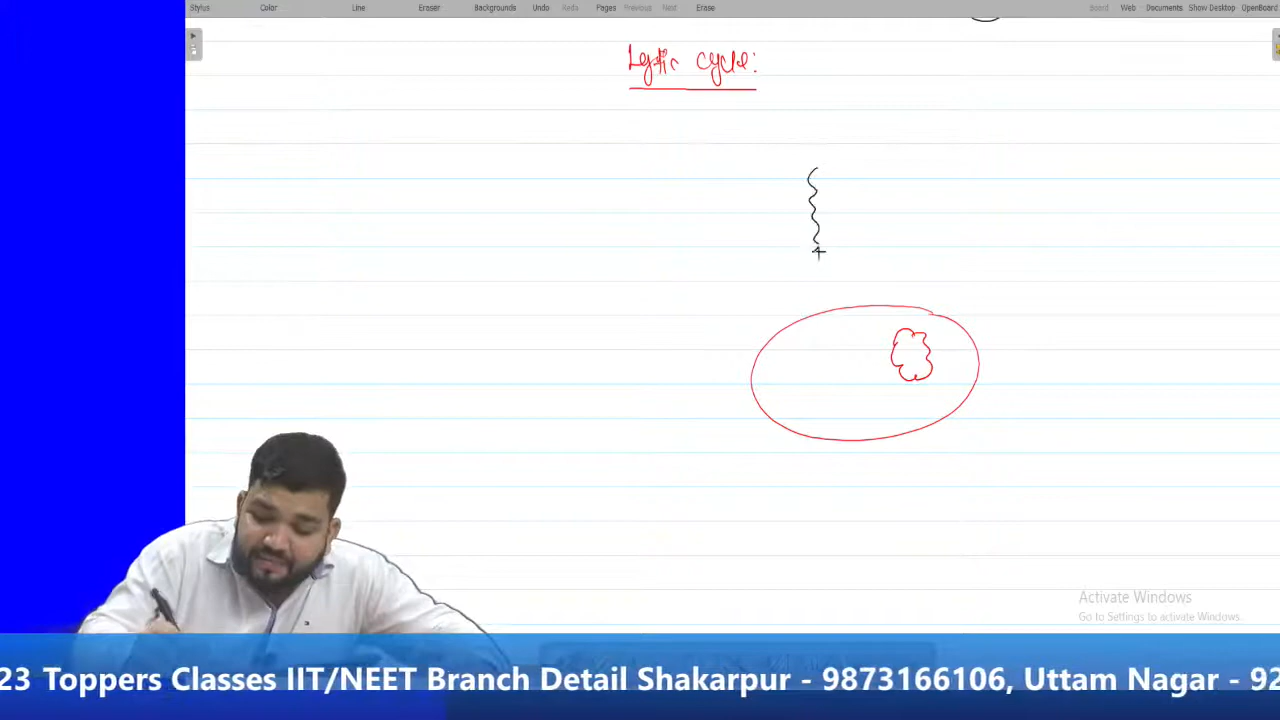 Stylus Color Line Eraser Backgrounds Undo Redo Pages Previous Next Erase Board Web Documents Show Desktop OpenBoard
Lytic cycle:
Activate Windows
Go to Settings to activate Windows.
23 Toppers Classes IIT/NEET Branch Detail Shakarpur - 9873166106, Uttam Nagar - 92